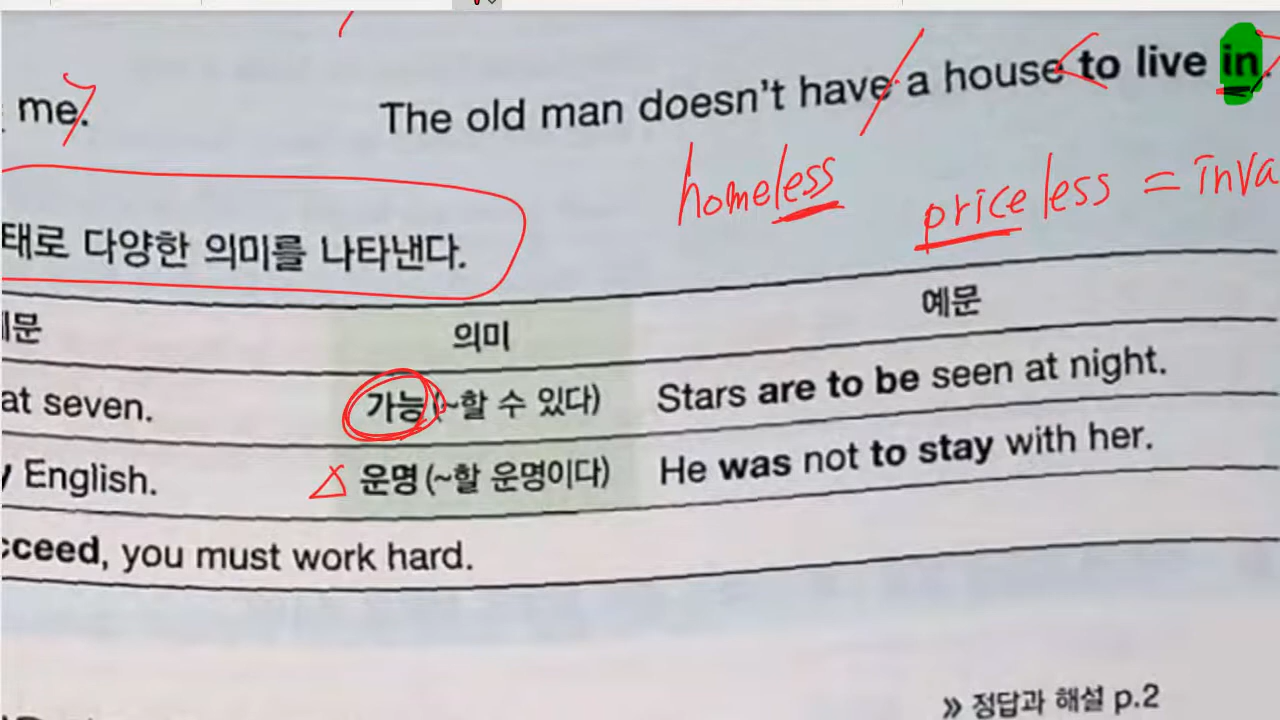 The old man doesn't have a house to live in.
me.
homeless
priceless = inva
태로 다양한 의미를 나타낸다.
의미
예문
at seven.
가능 (~할 수 있다)
Stars are to be seen at night.
English.
△ 운명 (~할 운명이다)
He was not to stay with her.
cceed, you must work hard.
» 정답과 해설 p.2